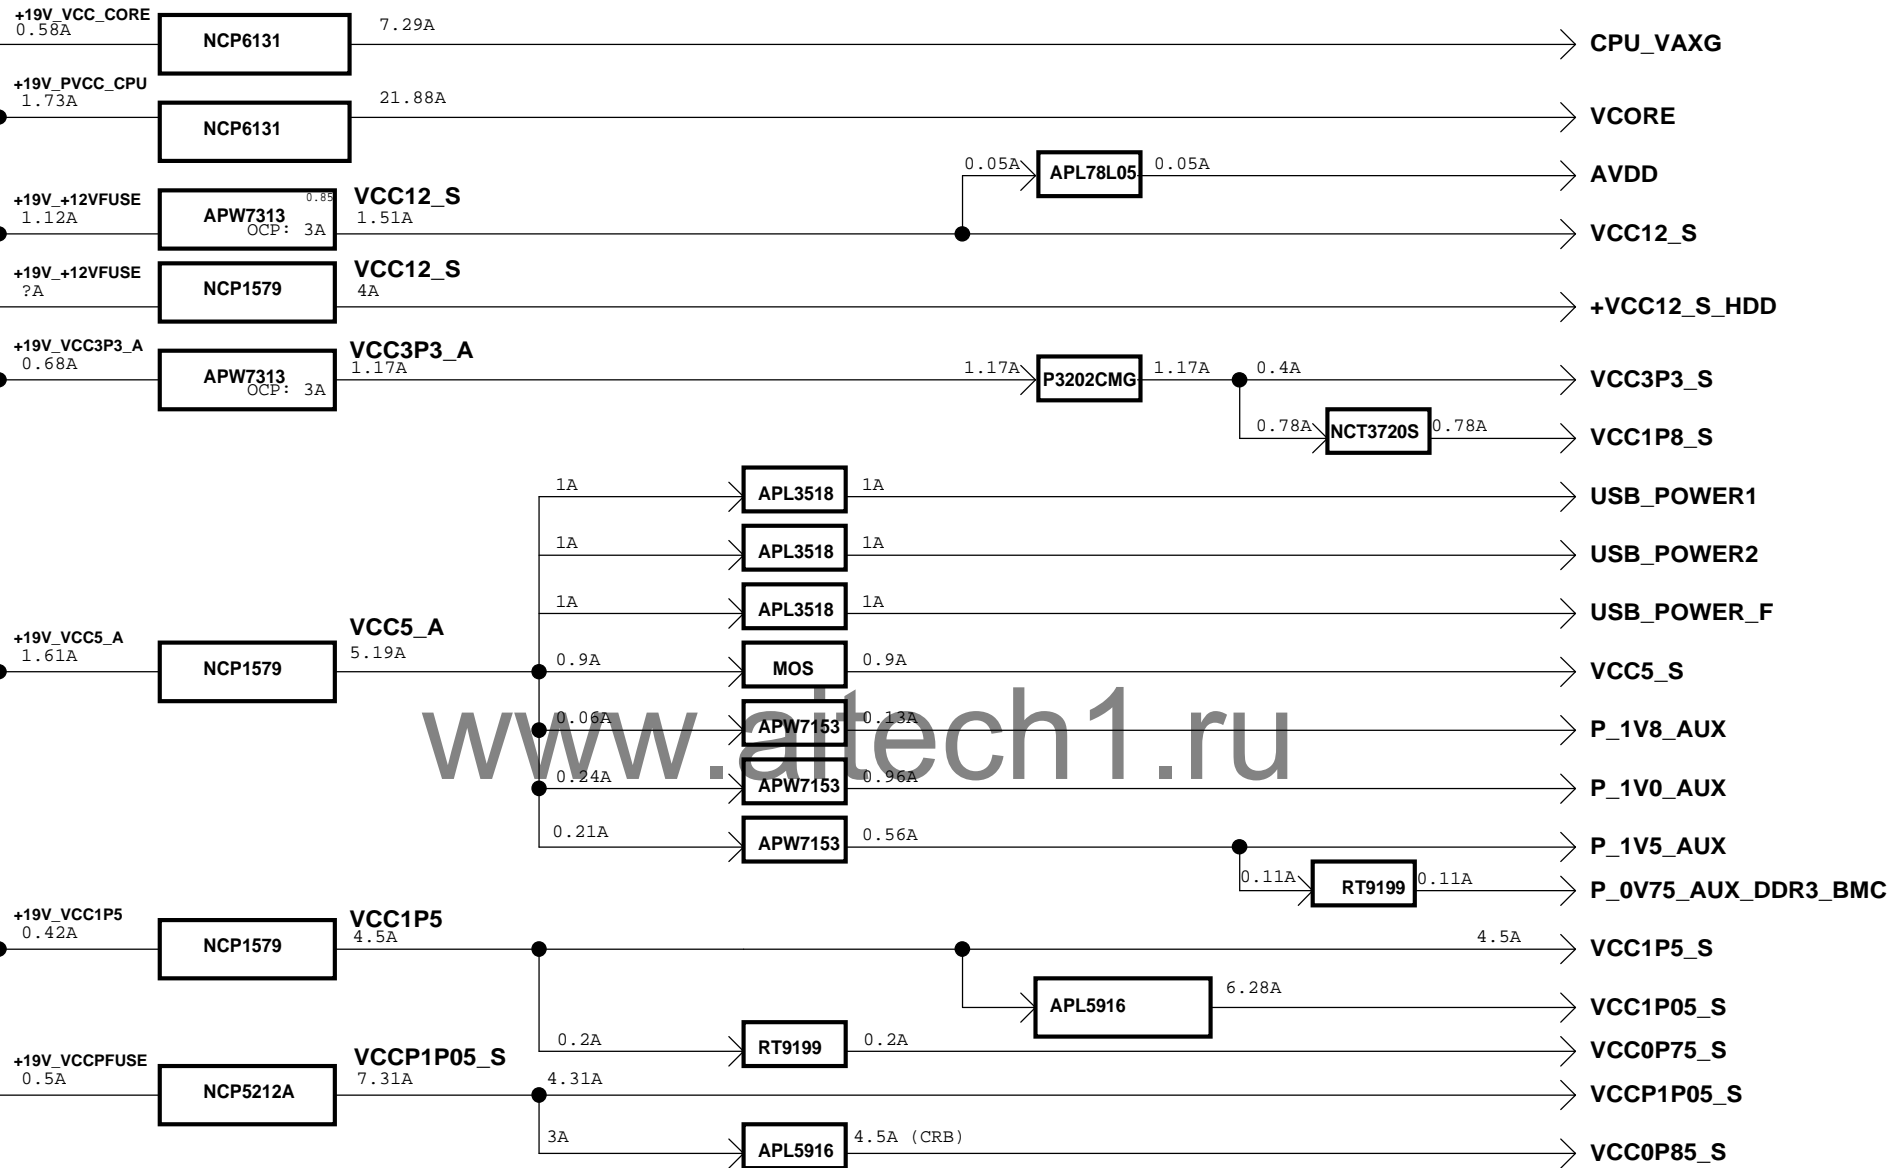 +19V_VCC_CORE
0.58A
NCP6131
7.29A
CPU_VAXG
+19V_PVCC_CPU
1.73A
NCP6131
21.88A
VCORE
0.05A
APL78L05
0.05A
AVDD
+19V_+12VFUSE
1.12A
APW7313
0.85
OCP: 3A
VCC12_S
1.51A
VCC12_S
+19V_+12VFUSE
?A
NCP1579
VCC12_S
4A
+VCC12_S_HDD
+19V_VCC3P3_A
0.68A
APW7313
OCP: 3A
VCC3P3_A
1.17A
1.17A
P3202CMG
1.17A
0.4A
VCC3P3_S
0.78A
NCT3720S
0.78A
VCC1P8_S
1A
APL3518
1A
USB_POWER1
1A
APL3518
1A
USB_POWER2
1A
APL3518
1A
USB_POWER_F
+19V_VCC5_A
1.61A
NCP1579
VCC5_A
5.19A
0.9A
MOS
0.9A
VCC5_S
www.aitech1.ru
0.06A
APW7153
0.13A
P_1V8_AUX
0.24A
APW7153
0.96A
P_1V0_AUX
0.21A
APW7153
0.56A
P_1V5_AUX
0.11A
RT9199
0.11A
P_0V75_AUX_DDR3_BMC
+19V_VCC1P5
0.42A
NCP1579
VCC1P5
4.5A
4.5A
VCC1P5_S
APL5916
6.28A
VCC1P05_S
0.2A
RT9199
0.2A
VCC0P75_S
+19V_VCCPFUSE
0.5A
NCP5212A
VCCP1P05_S
7.31A
4.31A
VCCP1P05_S
3A
APL5916
4.5A (CRB)
VCC0P85_S